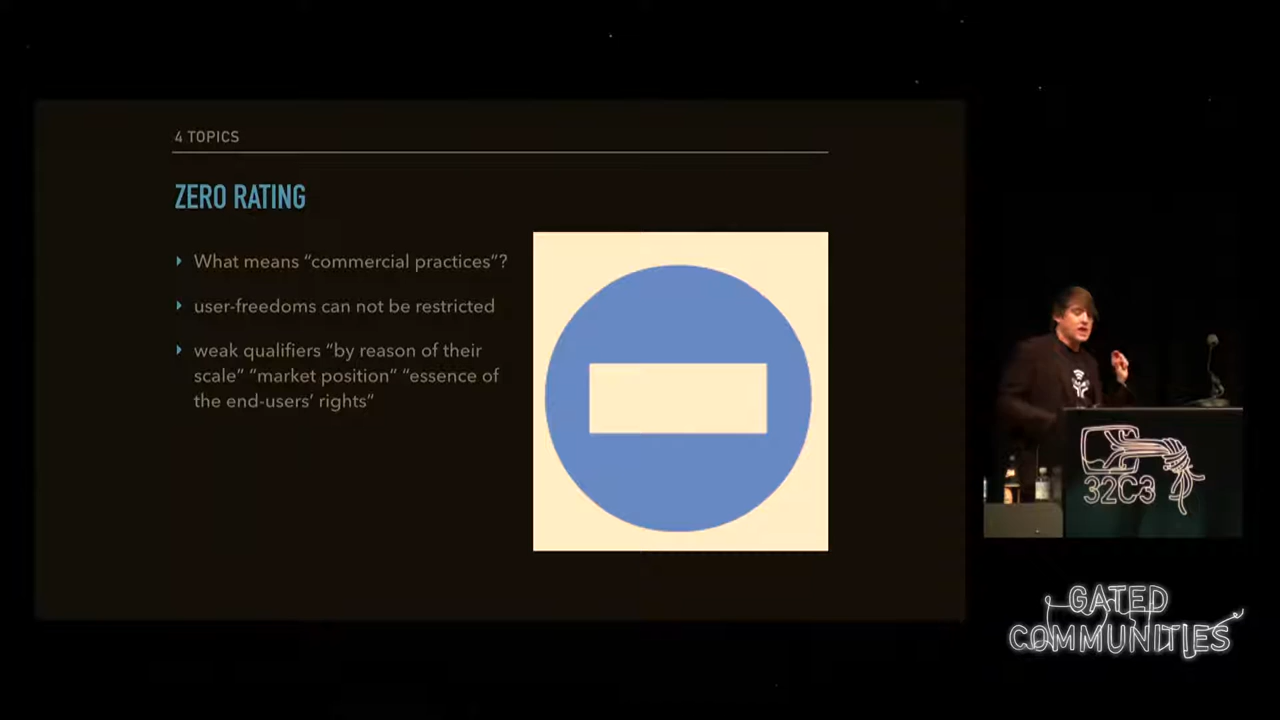 4 TOPICS
ZERO RATING
What means “commercial practices”?
user-freedoms can not be restricted
weak qualifiers “by reason of their
scale” “market position” “essence of
the end-users’ rights”
32C3
GATED
COMMUNITIES